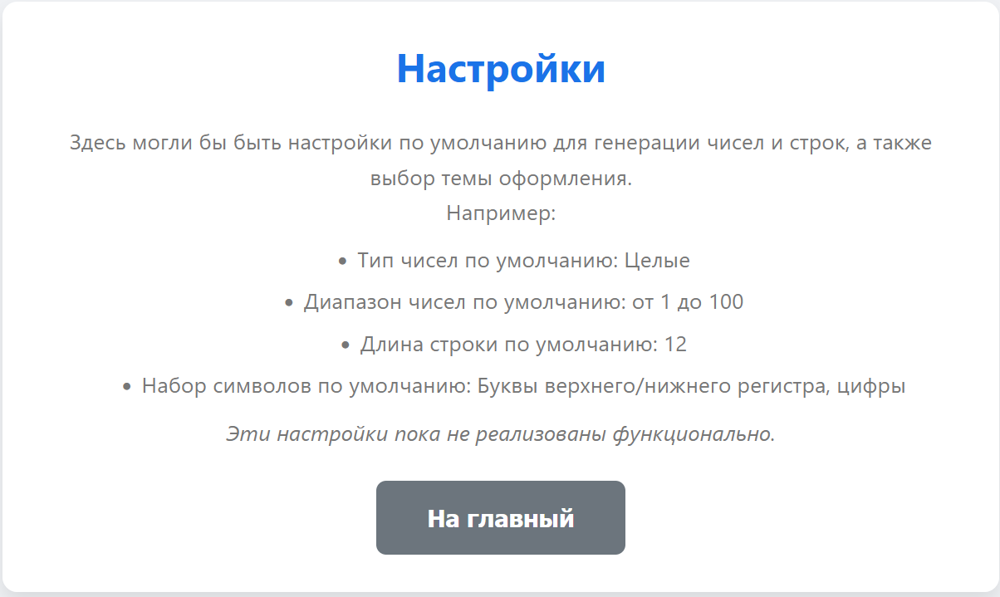 Настройки
Здесь могли бы быть настройки по умолчанию для генерации чисел и строк, а также
выбор темы оформления.
Например:
• Тип чисел по умолчанию: Целые
• Диапазон чисел по умолчанию: от 1 до 100
• Длина строки по умолчанию: 12
• Набор символов по умолчанию: Буквы верхнего/нижнего регистра, цифры
Эти настройки пока не реализованы функционально.
На главный